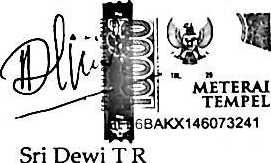 METERAI
TEMPEL
6BAKX146073241
Sri Dewi T R